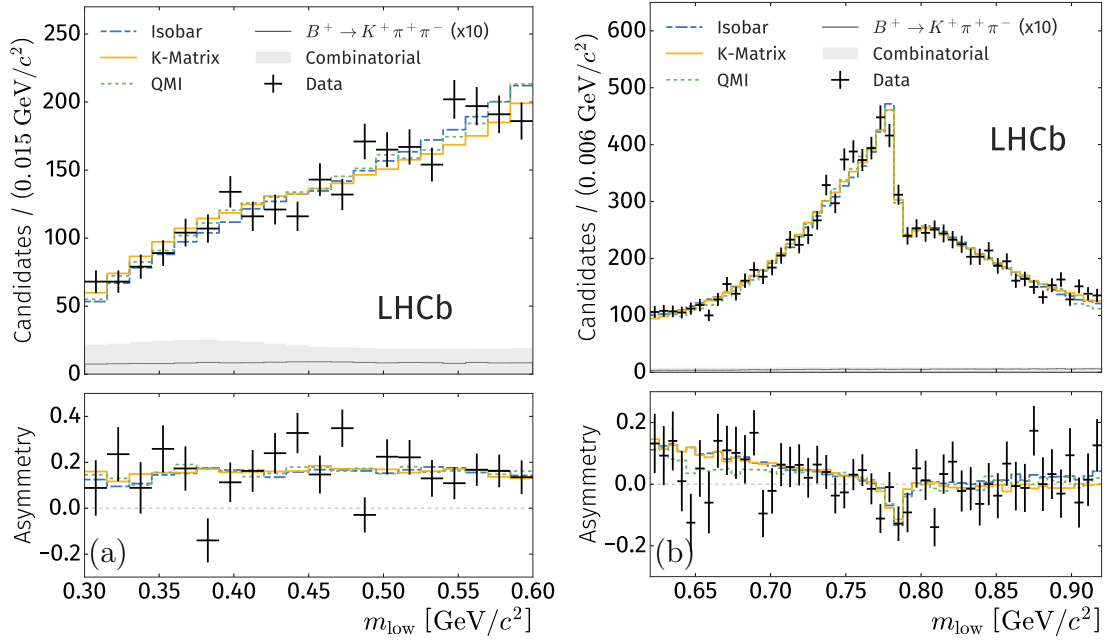 Candidates / (0.015 GeV/c²)
250
200
150
100
50
0
Isobar
K-Matrix
QMI
B⁺ → K⁺ π⁺ π⁻ (x10)
Combinatorial
Data
LHCb
Asymmetry
0.4
0.2
0.0
−0.2
(a)
0.30 0.35 0.40 0.45 0.50 0.55 0.60
m_low [GeV/c²]
Candidates / (0.006 GeV/c²)
600
500
400
300
200
100
0
Isobar
K-Matrix
QMI
B⁺ → K⁺ π⁺ π⁻ (x10)
Combinatorial
Data
LHCb
Asymmetry
0.2
0.0
−0.2
(b)
0.65 0.70 0.75 0.80 0.85 0.90
m_low [GeV/c²]